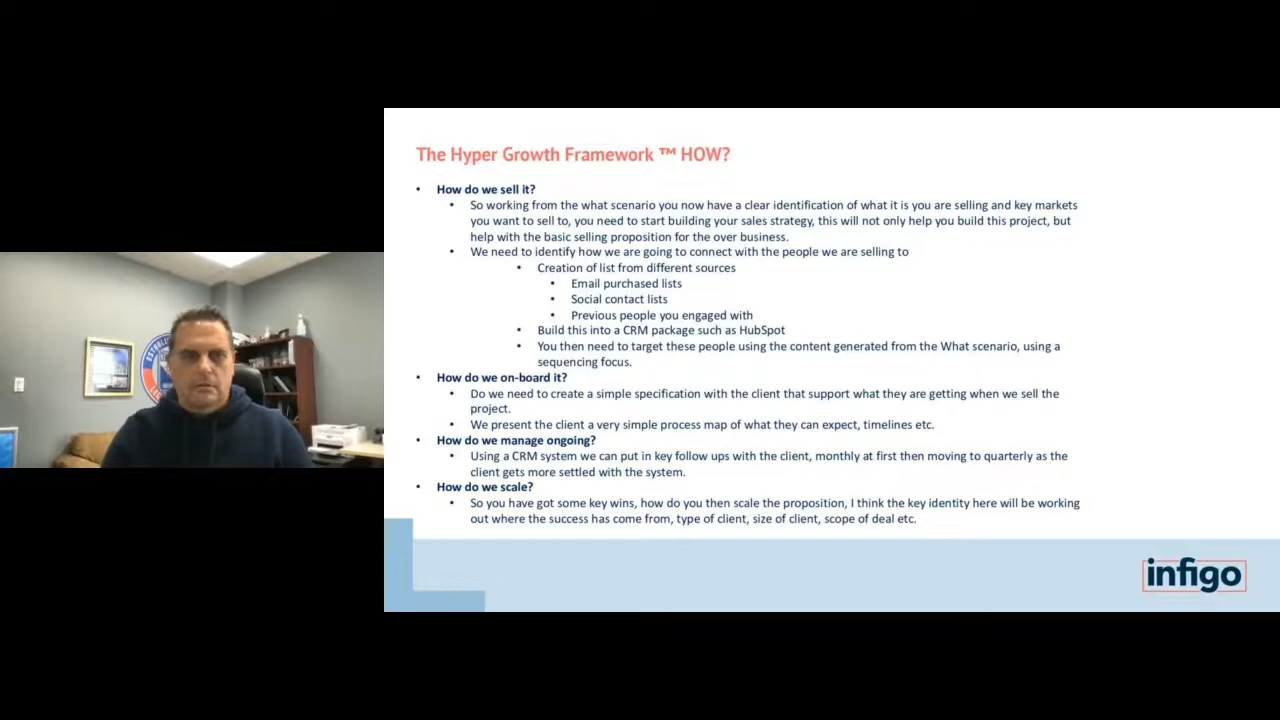 The Hyper Growth Framework ™ HOW?
• How do we sell it?
• So working from the what scenario you now have a clear identification of what it is you are selling and key markets
you want to sell to, you need to start building your sales strategy, this will not only help you build this project, but
help with the basic selling proposition for the over business.
• We need to identify how we are going to connect with the people we are selling to
• Creation of list from different sources
• Email purchased lists
• Social contact lists
• Previous people you engaged with
• Build this into a CRM package such as HubSpot
• You then need to target these people using the content generated from the What scenario, using a
sequencing focus.
• How do we on-board it?
• Do we need to create a simple specification with the client that support what they are getting when we sell the
project.
• We present the client a very simple process map of what they can expect, timelines etc.
• How do we manage ongoing?
• Using a CRM system we can put in key follow ups with the client, monthly at first then moving to quarterly as the
client gets more settled with the system.
• How do we scale?
• So you have got some key wins, how do you then scale the proposition, I think the key identity here will be working
out where the success has come from, type of client, size of client, scope of deal etc.
infigo